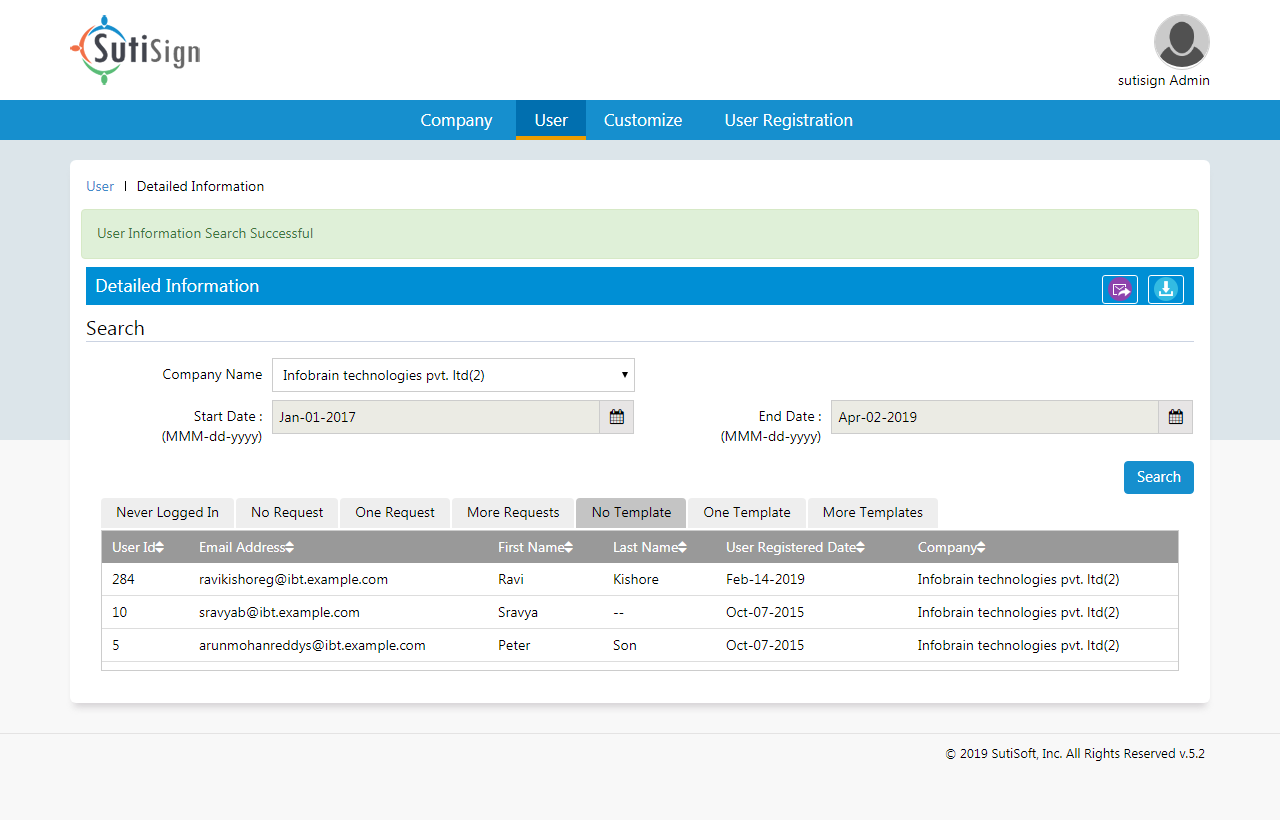 SutiSign
sutisign Admin
Company User Customize User Registration
User | Detailed Information
User Information Search Successful
Detailed Information
Search
Company Name Infobrain technologies pvt. ltd(2)
Start Date : Jan-01-2017 End Date : Apr-02-2019
(MMM-dd-yyyy) (MMM-dd-yyyy)
Search
Never Logged In No Request One Request More Requests No Template One Template More Templates
User Id Email Address First Name Last Name User Registered Date Company
284 ravikishoreg@ibt.example.com Ravi Kishore Feb-14-2019 Infobrain technologies pvt. ltd(2)
10 sravyab@ibt.example.com Sravya -- Oct-07-2015 Infobrain technologies pvt. ltd(2)
5 arunmohanreddys@ibt.example.com Peter Son Oct-07-2015 Infobrain technologies pvt. ltd(2)
© 2019 SutiSoft, Inc. All Rights Reserved v.5.2